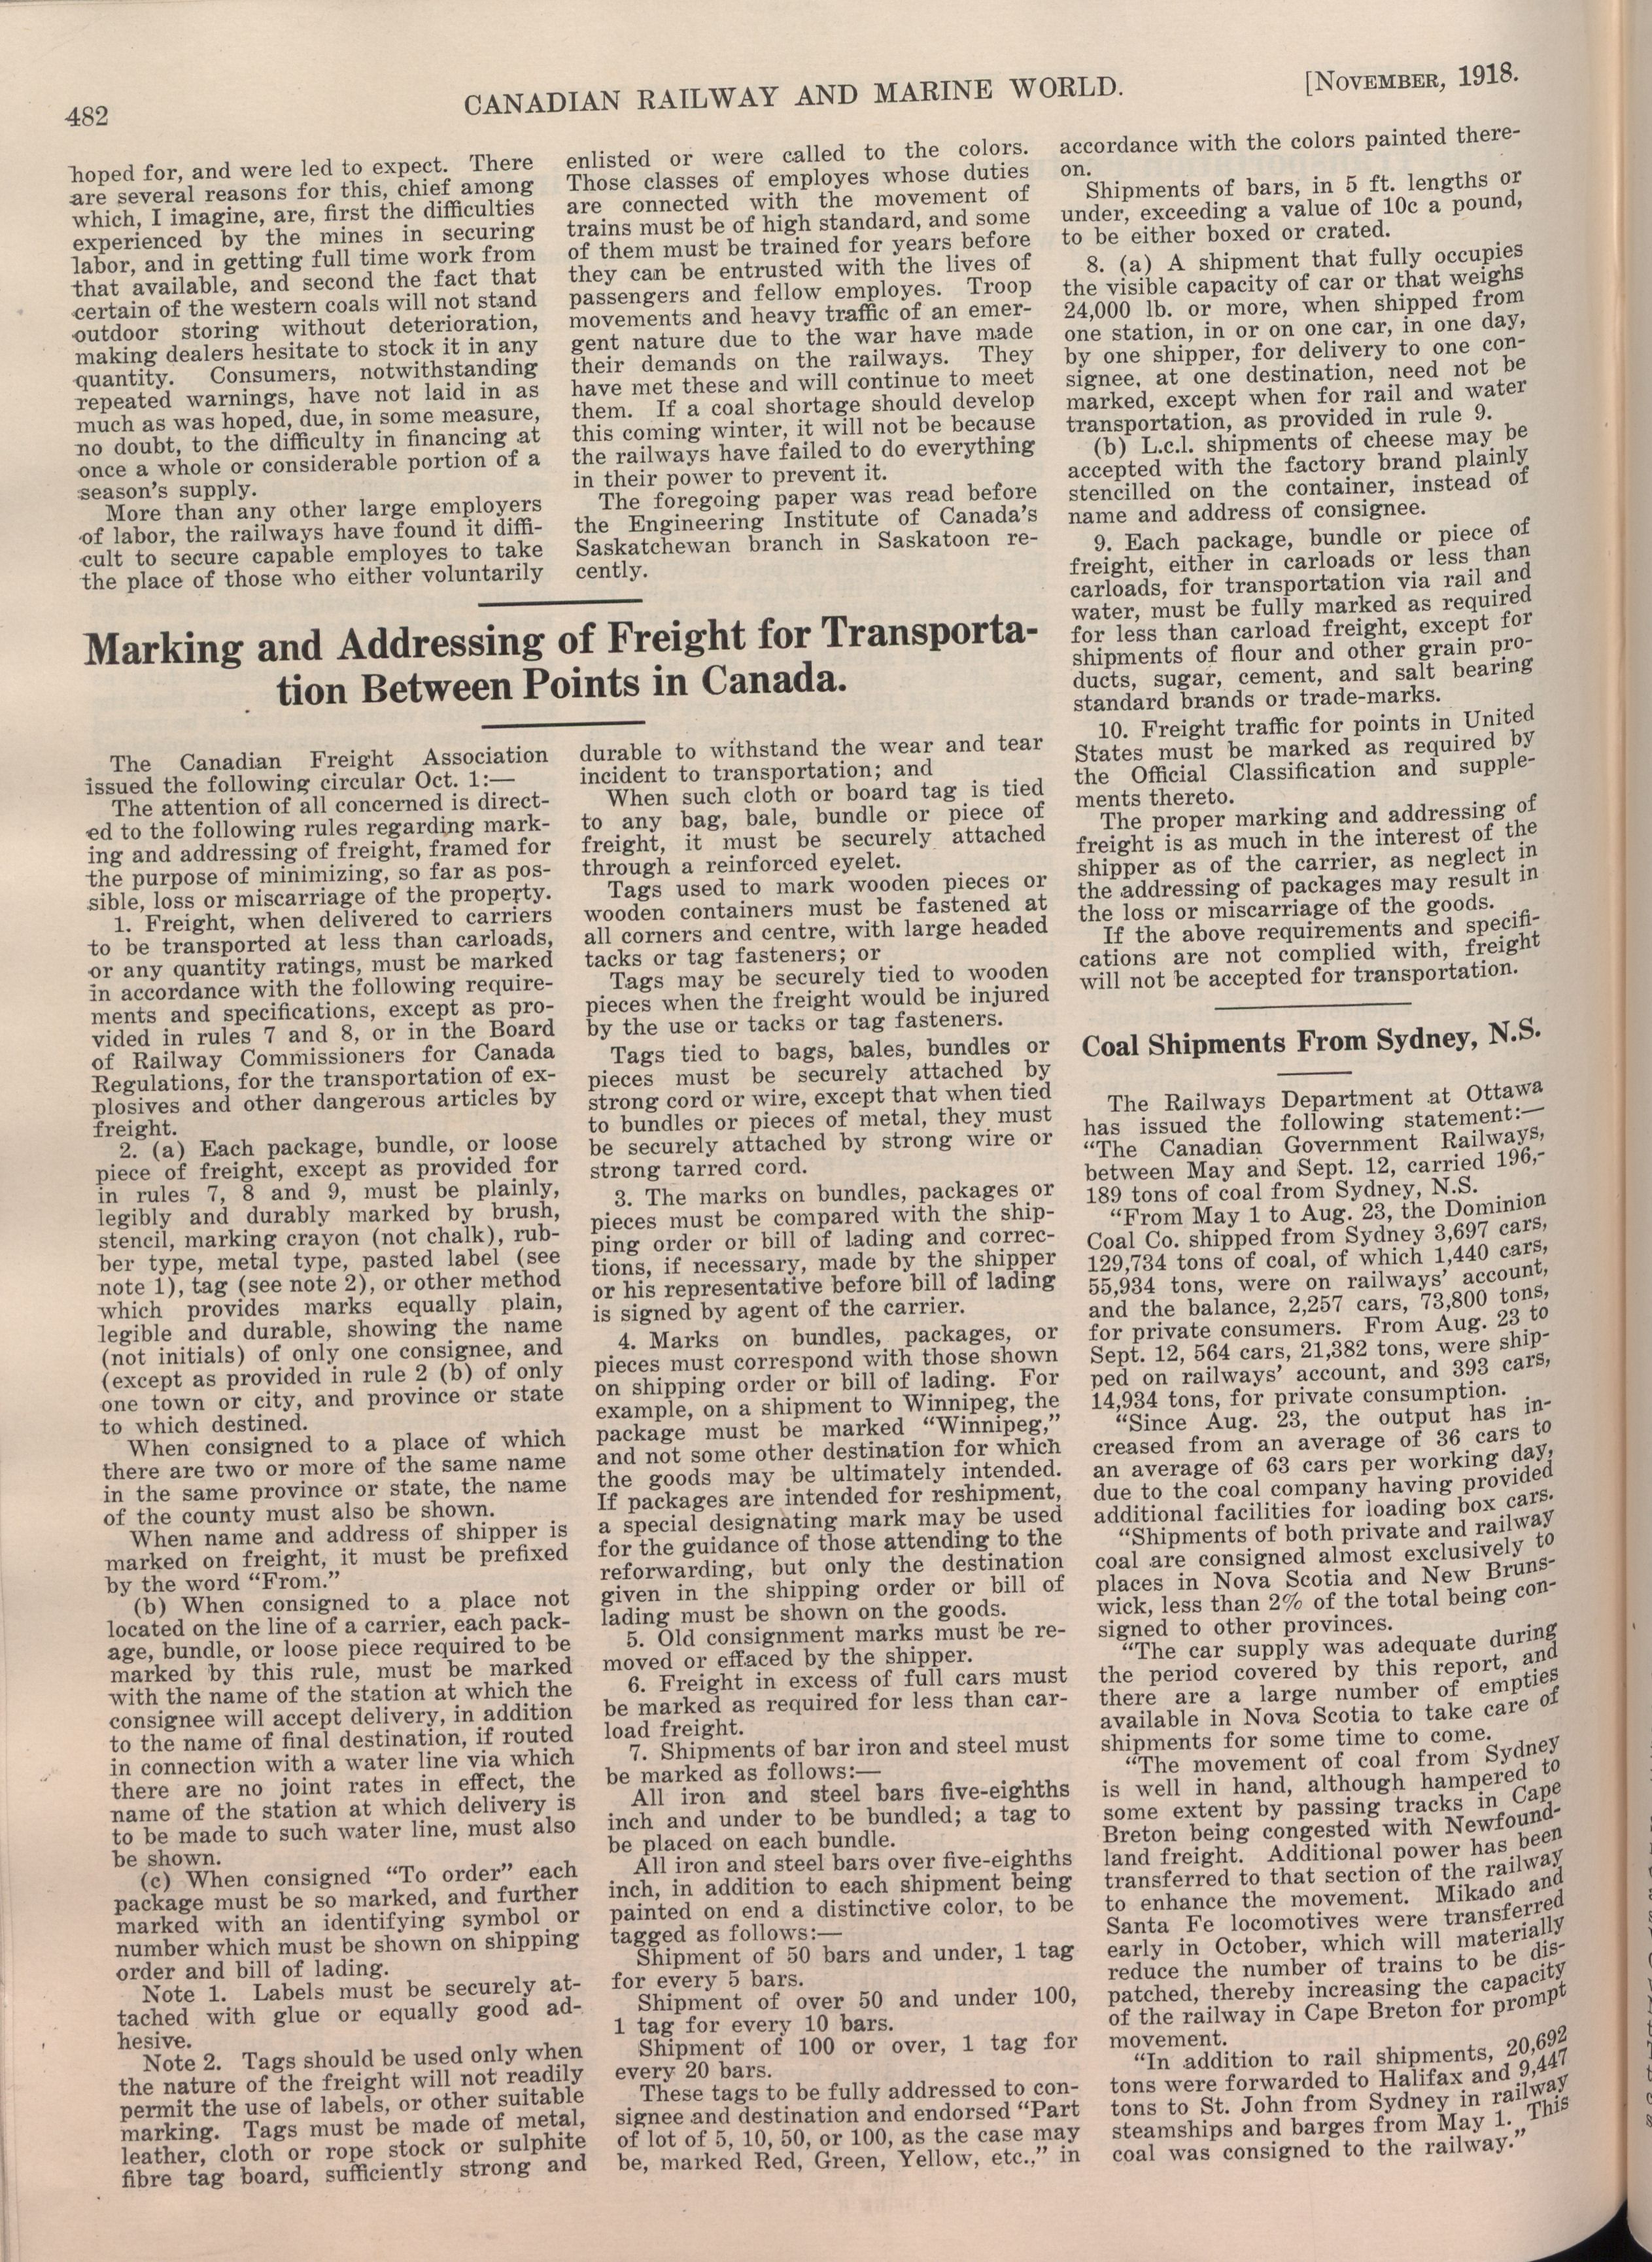 482
CANADIAN RAILWAY AND MARINE WORLD.
[NOVEMBER, 1918.
hoped for, and were led to expect. There
are several reasons for this, chief among
which, I imagine, are, first the difficulties
experienced by the mines in securing
labor, and in getting full time work from
that available, and second the fact that
certain of the western coals will not stand
outdoor storing without deterioration,
making dealers hesitate to stock it in any
quantity. Consumers, notwithstanding
repeated warnings, have not laid in as
much as was hoped, due, in some measure,
no doubt, to the difficulty in financing at
once a whole or considerable portion of a
season's supply.
More than any other large employers
of labor, the railways have found it diffi-
cult to secure capable employes to take
the place of those who either voluntarily
enlisted or were called to the colors.
Those classes of employes whose duties
are connected with the movement of
trains must be of high standard, and some
of them must be trained for years before
they can be entrusted with the lives of
passengers and fellow employes. Troop
movements and heavy traffic of an emer-
gent nature due to the war have made
their demands on the railways. They
have met these and will continue to meet
them. If a coal shortage should develop
this coming winter, it will not be because
the railways have failed to do everything
in their power to prevent it.
The foregoing paper was read before
the Engineering Institute of Canada's
Saskatchewan branch in Saskatoon re-
cently.
Marking and Addressing of Freight for Transporta-
tion Between Points in Canada.
The Canadian Freight Association
issued the following circular Oct. 1:—
The attention of all concerned is direct-
ed to the following rules regarding mark-
ing and addressing of freight, framed for
the purpose of minimizing, so far as pos-
sible, loss or miscarriage of the property.
1. Freight, when delivered to carriers
to be transported at less than carloads,
or any quantity ratings, must be marked
in accordance with the following require-
ments and specifications, except as pro-
vided in rules 7 and 8, or in the Board
of Railway Commissioners for Canada
Regulations, for the transportation of ex-
plosives and other dangerous articles by
freight.
2. (a) Each package, bundle, or loose
piece of freight, except as provided for
in rules 7, 8 and 9, must be plainly,
legibly and durably marked by brush,
stencil, marking crayon (not chalk), rub-
ber type, metal type, pasted label (see
note 1), tag (see note 2), or other method
which provides marks equally plain,
legible and durable, showing the name
(not initials) of only one consignee, and
(except as provided in rule 2 (b) of only
one town or city, and province or state
to which destined.
When consigned to a place of which
there are two or more of the same name
in the same province or state, the name
of the county must also be shown.
When name and address of shipper is
marked on freight, it must be prefixed
by the word "From."
(b) When consigned to a place not
located on the line of a carrier, each pack-
age, bundle, or loose piece required to be
marked by this rule, must be marked
with the name of the station at which the
consignee will accept delivery, in addition
to the name of final destination, if routed
in connection with a water line via which
there are no joint rates in effect, the
name of the station at which delivery is
to be made to such water line, must also
be shown.
(c) When consigned "To order" each
package must be so marked, and further
marked with an identifying symbol or
number which must be shown on shipping
order and bill of lading.
Note 1. Labels must be securely at-
tached with glue or equally good ad-
hesive.
Note 2. Tags should be used only when
the nature of the freight will not readily
permit the use of labels, or other suitable
marking. Tags must be made of metal,
leather, cloth or rope stock or sulphite
fibre tag board, sufficiently strong and
durable to withstand the wear and tear
incident to transportation; and
When such cloth or board tag is tied
to any bag, bale, bundle or piece of
freight, it must be securely attached
through a reinforced eyelet.
Tags used to mark wooden pieces or
wooden containers must be fastened at
all corners and centre, with large headed
tacks or tag fasteners; or
Tags may be securely tied to wooden
pieces when the freight would be injured
by the use or tacks or tag fasteners.
Tags tied to bags, bales, bundles or
pieces must be securely attached by
strong cord or wire, except that when tied
to bundles or pieces of metal, they must
be securely attached by strong wire or
strong tarred cord.
3. The marks on bundles, packages or
pieces must be compared with the ship-
ping order or bill of lading and correc-
tions, if necessary, made by the shipper
or his representative before bill of lading
is signed by agent of the carrier.
4. Marks on bundles, packages, or
pieces must correspond with those shown
on shipping order or bill of lading. For
example, on a shipment to Winnipeg, the
package must be marked "Winnipeg,"
and not some other destination for which
the goods may be ultimately intended.
If packages are intended for reshipment,
a special designating mark may be used
for the guidance of those attending to the
reforwarding, but only the destination
given in the shipping order or bill of
lading must be shown on the goods.
5. Old consignment marks must be re-
moved or effaced by the shipper.
6. Freight in excess of full cars must
be marked as required for less than car-
load freight.
7. Shipments of bar iron and steel must
be marked as follows:—
All iron and steel bars five-eighths
inch and under to be bundled; a tag to
be placed on each bundle.
All iron and steel bars over five-eighths
inch, in addition to each shipment being
painted on end a distinctive color, to be
tagged as follows:—
Shipment of 50 bars and under, 1 tag
for every 5 bars.
Shipment of over 50 and under 100,
1 tag for every 10 bars.
Shipment of 100 or over, 1 tag for
every 20 bars.
These tags to be fully addressed to con-
signee and destination and endorsed "Part
of lot of 5, 10, 50, or 100, as the case may
be, marked Red, Green, Yellow, etc.," in
accordance with the colors painted there-
on.
Shipments of bars, in 5 ft. lengths or
under, exceeding a value of 10c a pound,
to be either boxed or crated.
8. (a) A shipment that fully occupies
the visible capacity of car or that weighs
24,000 lb. or more, when shipped from
one station, in or on one car, in one day,
by one shipper, for delivery to one con-
signee, at one destination, need not be
marked, except when for rail and water
transportation, as provided in rule 9.
(b) L.c.l. shipments of cheese may be
accepted with the factory brand plainly
stencilled on the container, instead of
name and address of consignee.
9. Each package, bundle or piece of
freight, either in carloads or less than
carloads, for transportation via rail and
water, must be fully marked as required
for less than carload freight, except for
shipments of flour and other grain pro-
ducts, sugar, cement, and salt bearing
standard brands or trade-marks.
10. Freight traffic for points in United
States must be marked as required by
the Official Classification and supple-
ments thereto.
The proper marking and addressing of
freight is as much in the interest of the
shipper as of the carrier, as neglect in
the addressing of packages may result in
the loss or miscarriage of the goods.
If the above requirements and specifi-
cations are not complied with, freight
will not be accepted for transportation.
Coal Shipments From Sydney, N.S.
The Railways Department at Ottawa
has issued the following statement:—
"The Canadian Government Railways,
between May and Sept. 12, carried 196,-
189 tons of coal from Sydney, N.S.
"From May 1 to Aug. 23, the Dominion
Coal Co. shipped from Sydney 3,697 cars,
129,734 tons of coal, of which 1,440 cars,
55,934 tons, were on railways' account,
and the balance, 2,257 cars, 73,800 tons,
for private consumers. From Aug. 23 to
Sept. 12, 564 cars, 21,382 tons, were ship-
ped on railways' account, and 393 cars,
14,934 tons, for private consumption.
"Since Aug. 23, the output has in-
creased from an average of 36 cars to
an average of 63 cars per working day,
due to the coal company having provided
additional facilities for loading box cars.
"Shipments of both private and railway
coal are consigned almost exclusively to
places in Nova Scotia and New Bruns-
wick, less than 2% of the total being con-
signed to other provinces.
"The car supply was adequate during
the period covered by this report, and
there are a large number of empties
available in Nova Scotia to take care of
shipments for some time to come.
"The movement of coal from Sydney
is well in hand, although hampered to
some extent by passing tracks in Cape
Breton being congested with Newfound-
land freight. Additional power has been
transferred to that section of the railway
to enhance the movement. Mikado and
Santa Fe locomotives were transferred
early in October, which will materially
reduce the number of trains to be dis-
patched, thereby increasing the capacity
of the railway in Cape Breton for prompt
movement.
"In addition to rail shipments, 20,692
tons were forwarded to Halifax and 9,447
tons to St. John from Sydney in railway
steamships and barges from May 1. This
coal was consigned to the railway."